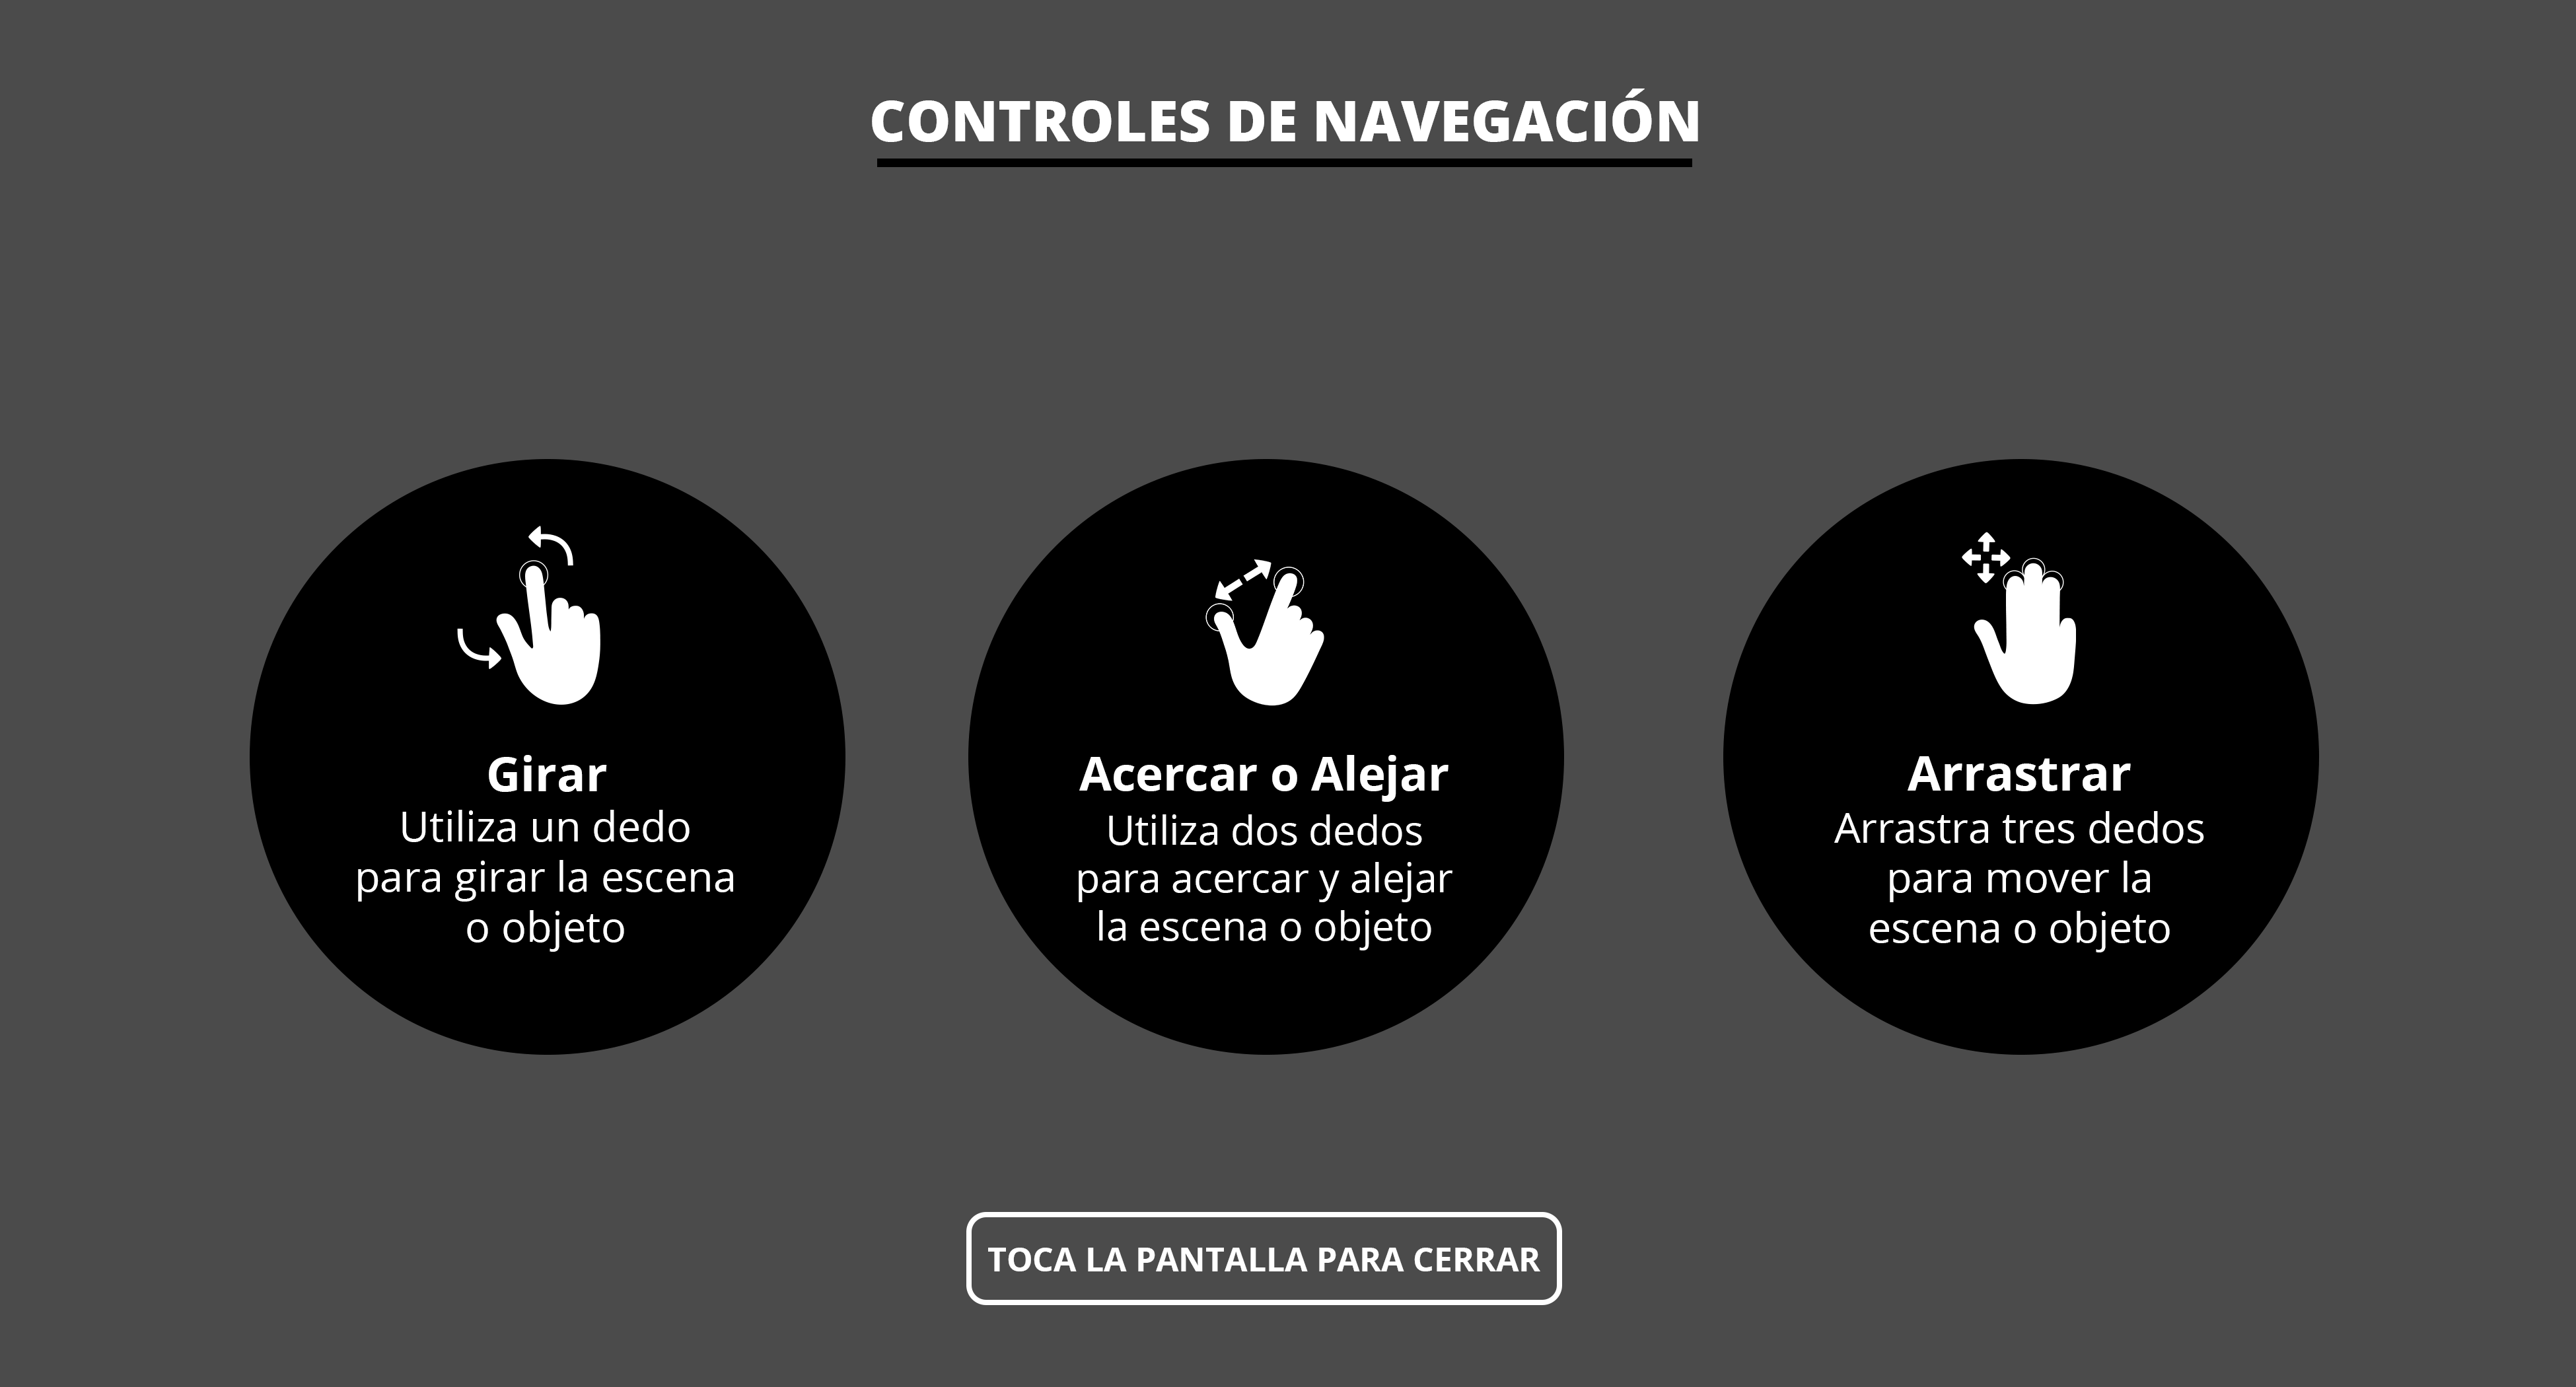 CONTROLES DE NAVEGACIÓN
Girar
Utiliza un dedo
para girar la escena
o objeto
Acercar o Alejar
Utiliza dos dedos
para acercar y alejar
la escena o objeto
Arrastrar
Arrastra tres dedos
para mover la
escena o objeto
TOCA LA PANTALLA PARA CERRAR